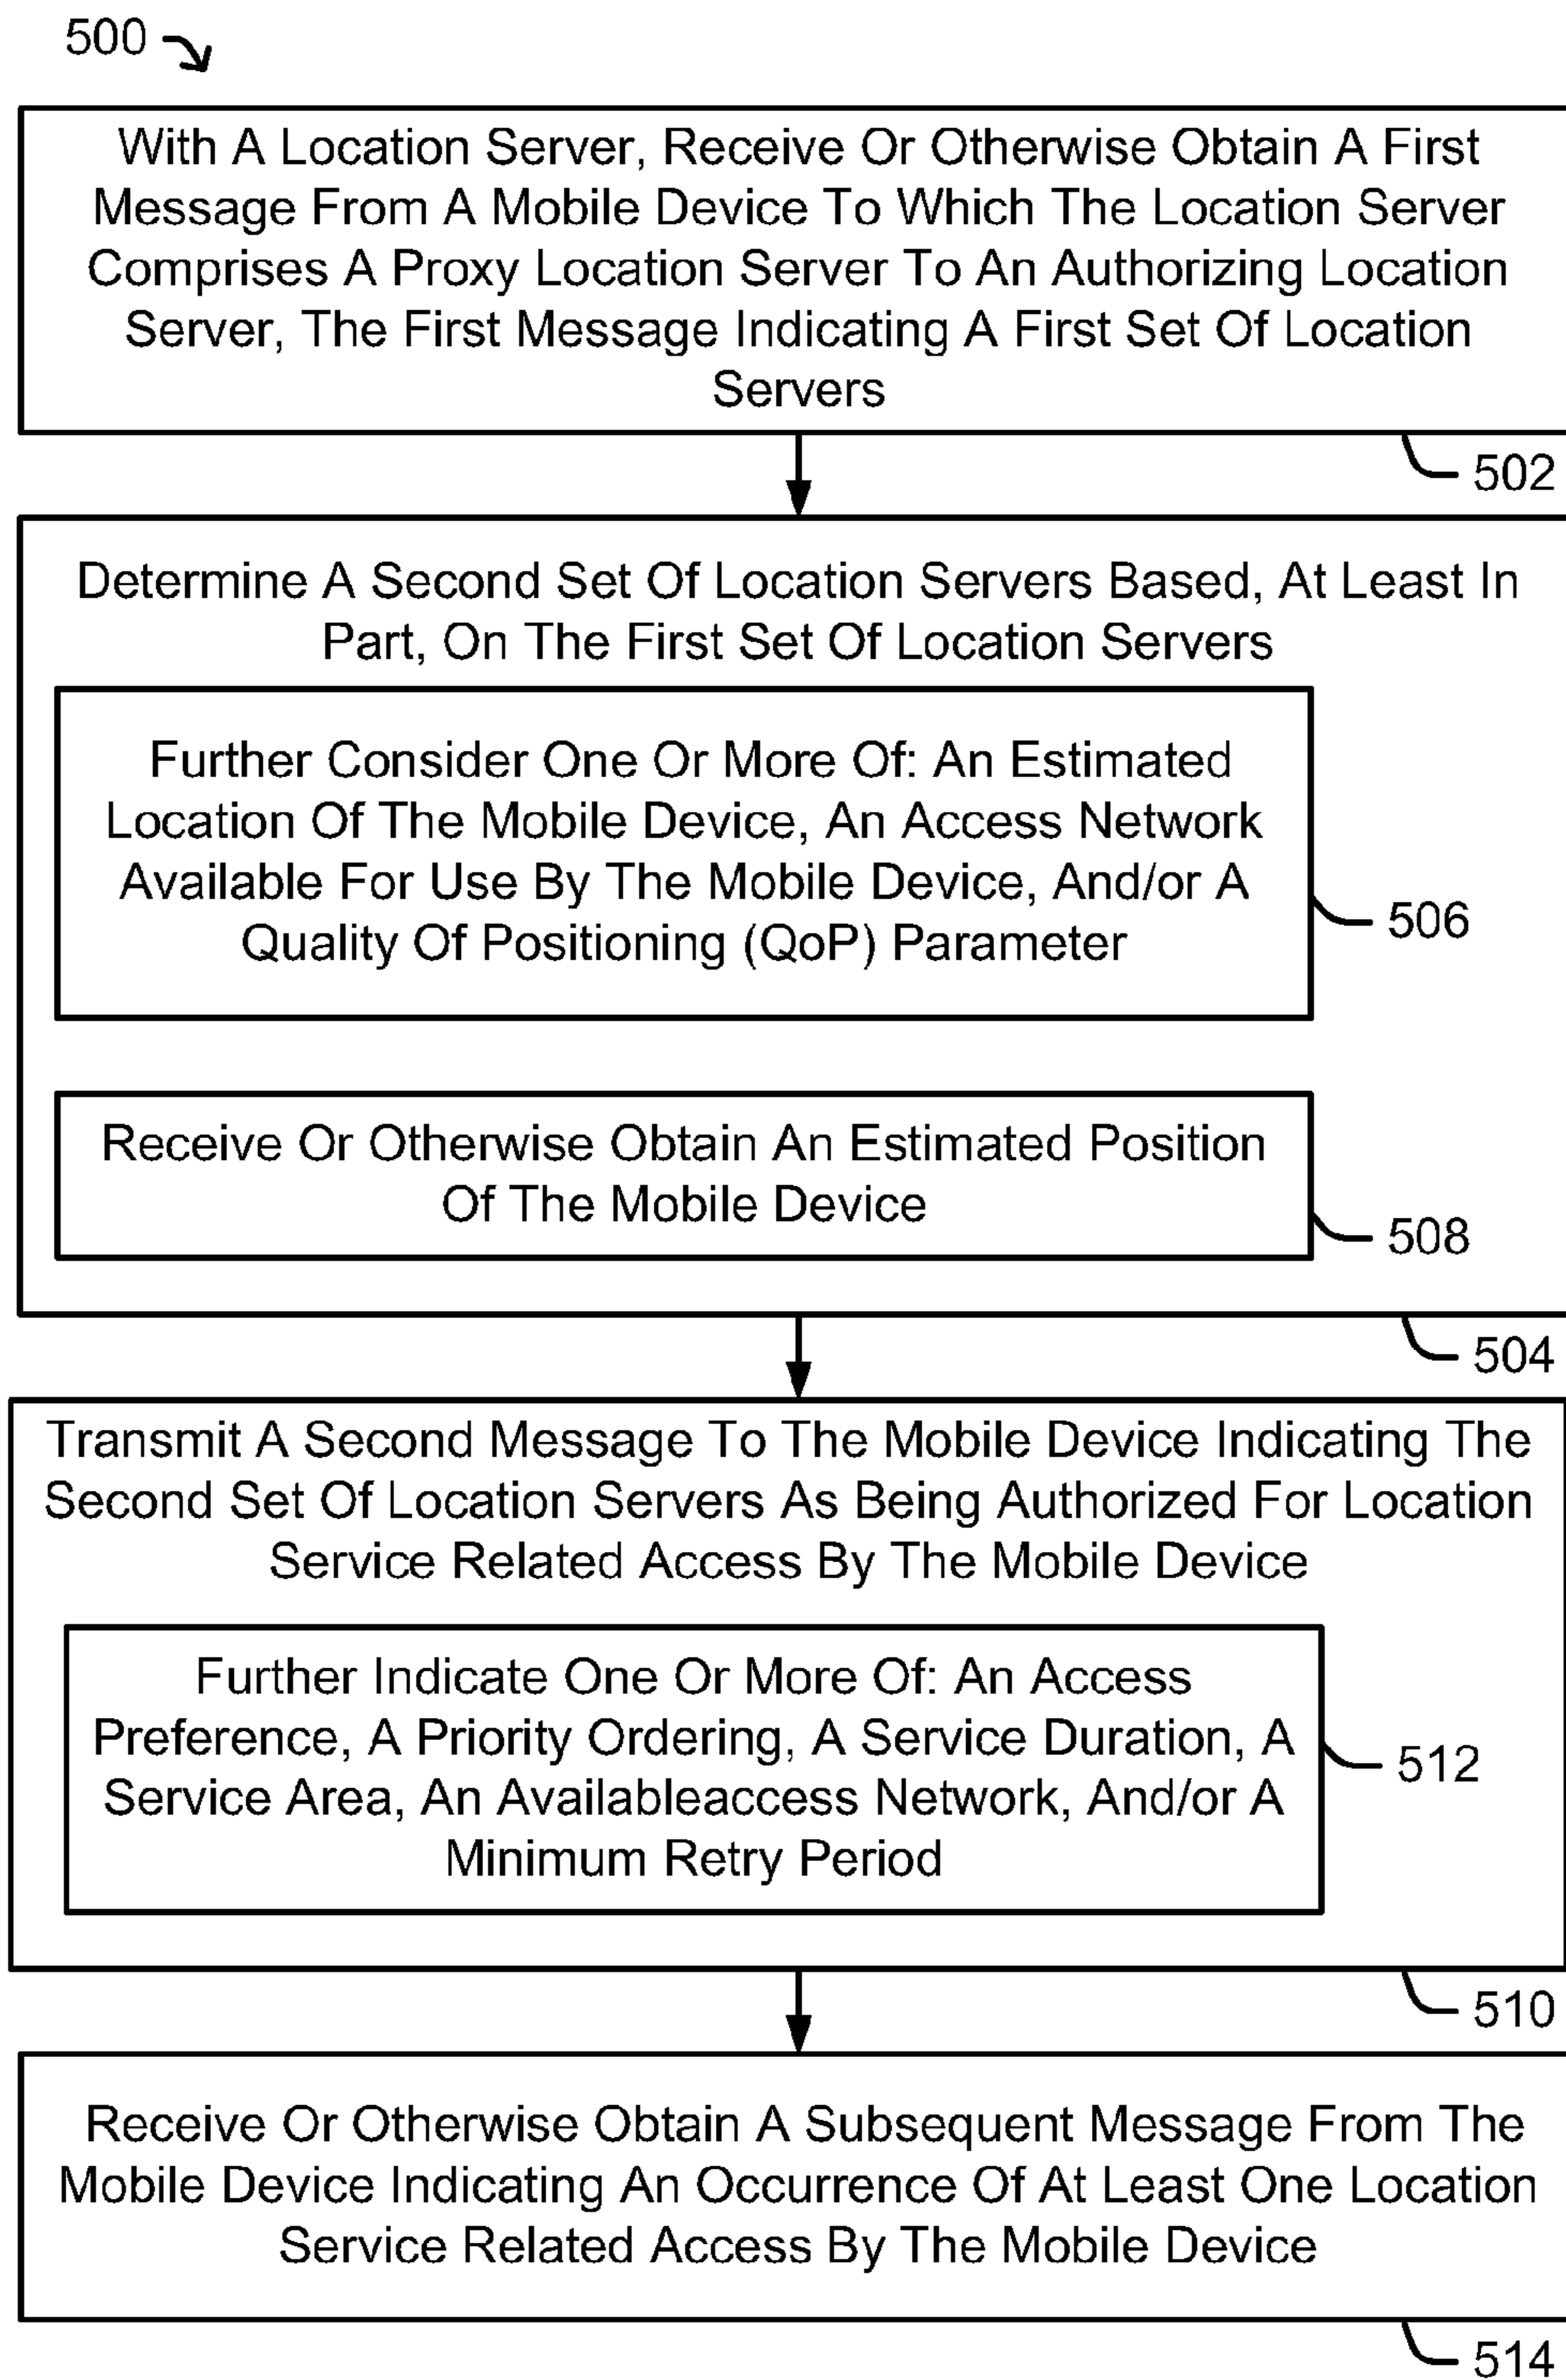 500
With A Location Server, Receive Or Otherwise Obtain A First
Message From A Mobile Device To Which The Location Server
Comprises A Proxy Location Server To An Authorizing Location
Server, The First Message Indicating A First Set Of Location
Servers
502
Determine A Second Set Of Location Servers Based, At Least In
Part, On The First Set Of Location Servers
Further Consider One Or More Of: An Estimated
Location Of The Mobile Device, An Access Network
Available For Use By The Mobile Device, And/or A
Quality Of Positioning (QoP) Parameter
506
Receive Or Otherwise Obtain An Estimated Position
Of The Mobile Device
508
504
Transmit A Second Message To The Mobile Device Indicating The
Second Set Of Location Servers As Being Authorized For Location
Service Related Access By The Mobile Device
Further Indicate One Or More Of: An Access
Preference, A Priority Ordering, A Service Duration, A
Service Area, An Availableaccess Network, And/or A
Minimum Retry Period
512
510
Receive Or Otherwise Obtain A Subsequent Message From The
Mobile Device Indicating An Occurrence Of At Least One Location
Service Related Access By The Mobile Device
514